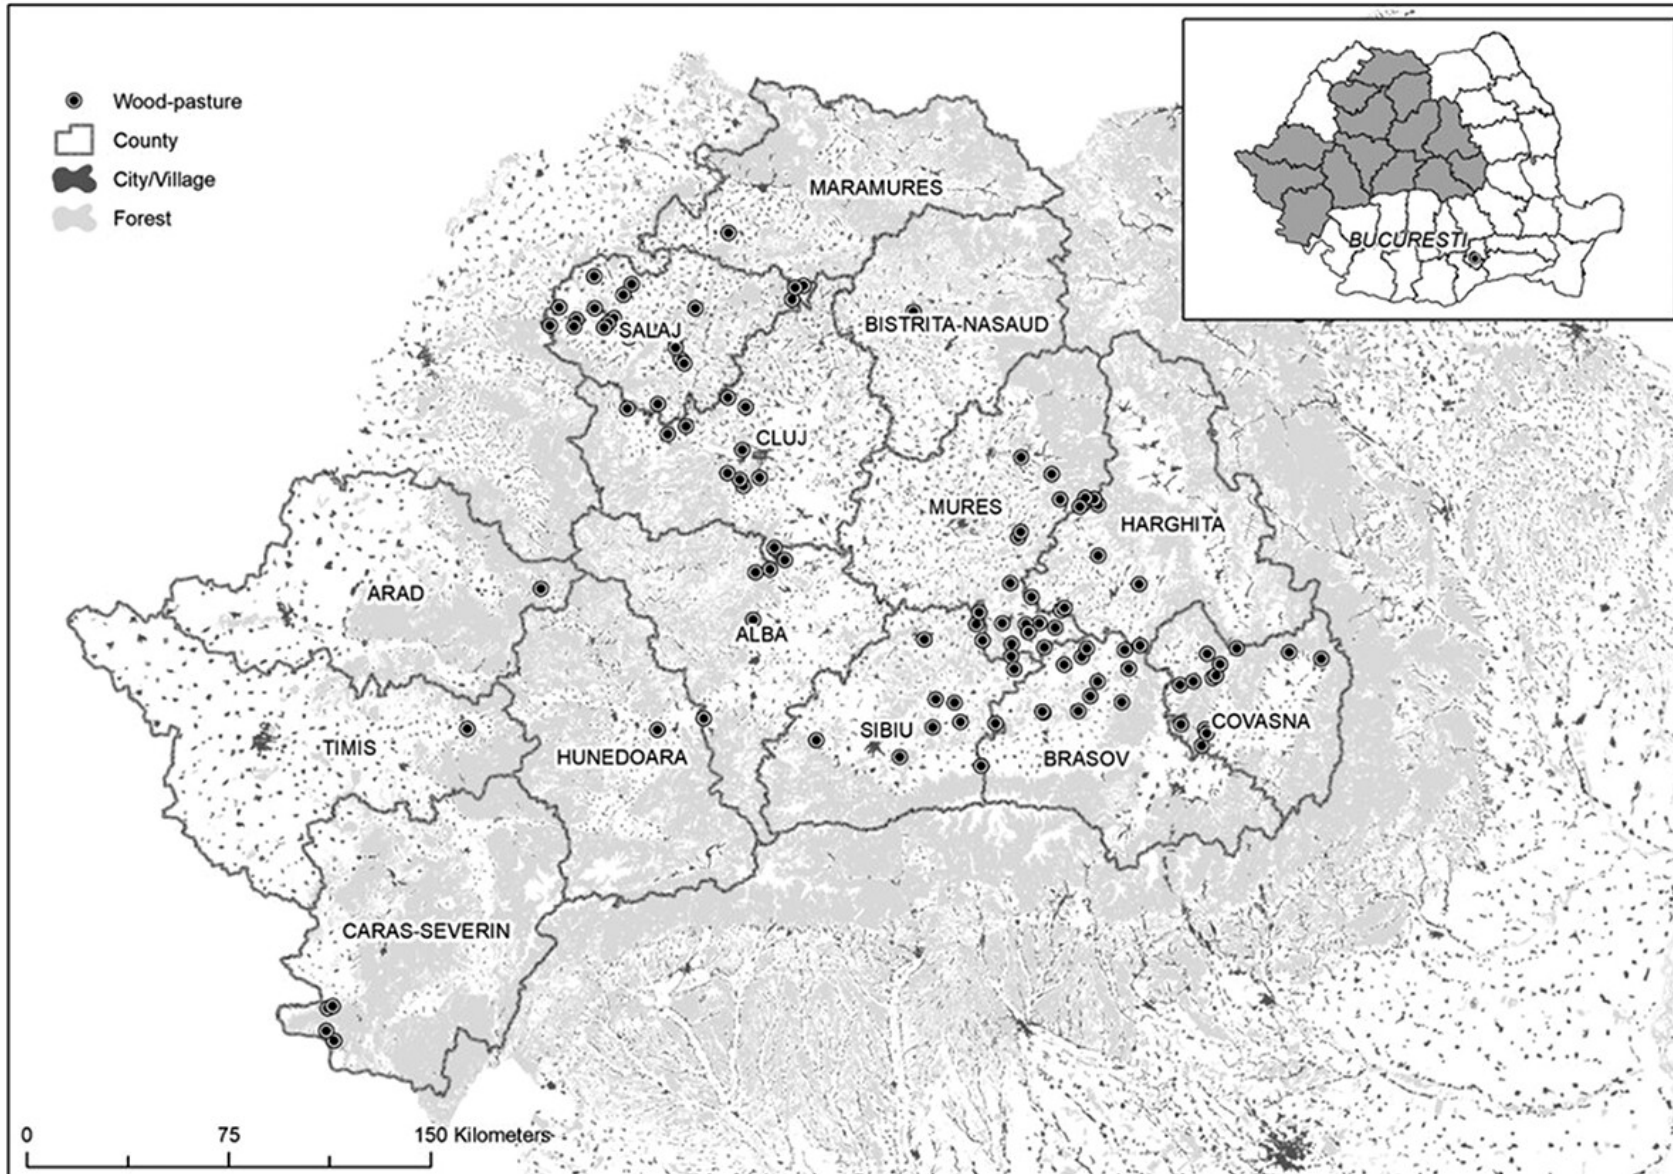 Wood-pasture
County
City/Village
Forest
MARAMURES
BUCURESTI
SALAJ
BISTRITA-NASAUD
CLUJ
MURES
HARGHITA
ARAD
ALBA
TIMIS
HUNEDOARA
SIBIU
BRASOV
COVASNA
CARAS-SEVERIN
0 75 150 Kilometers